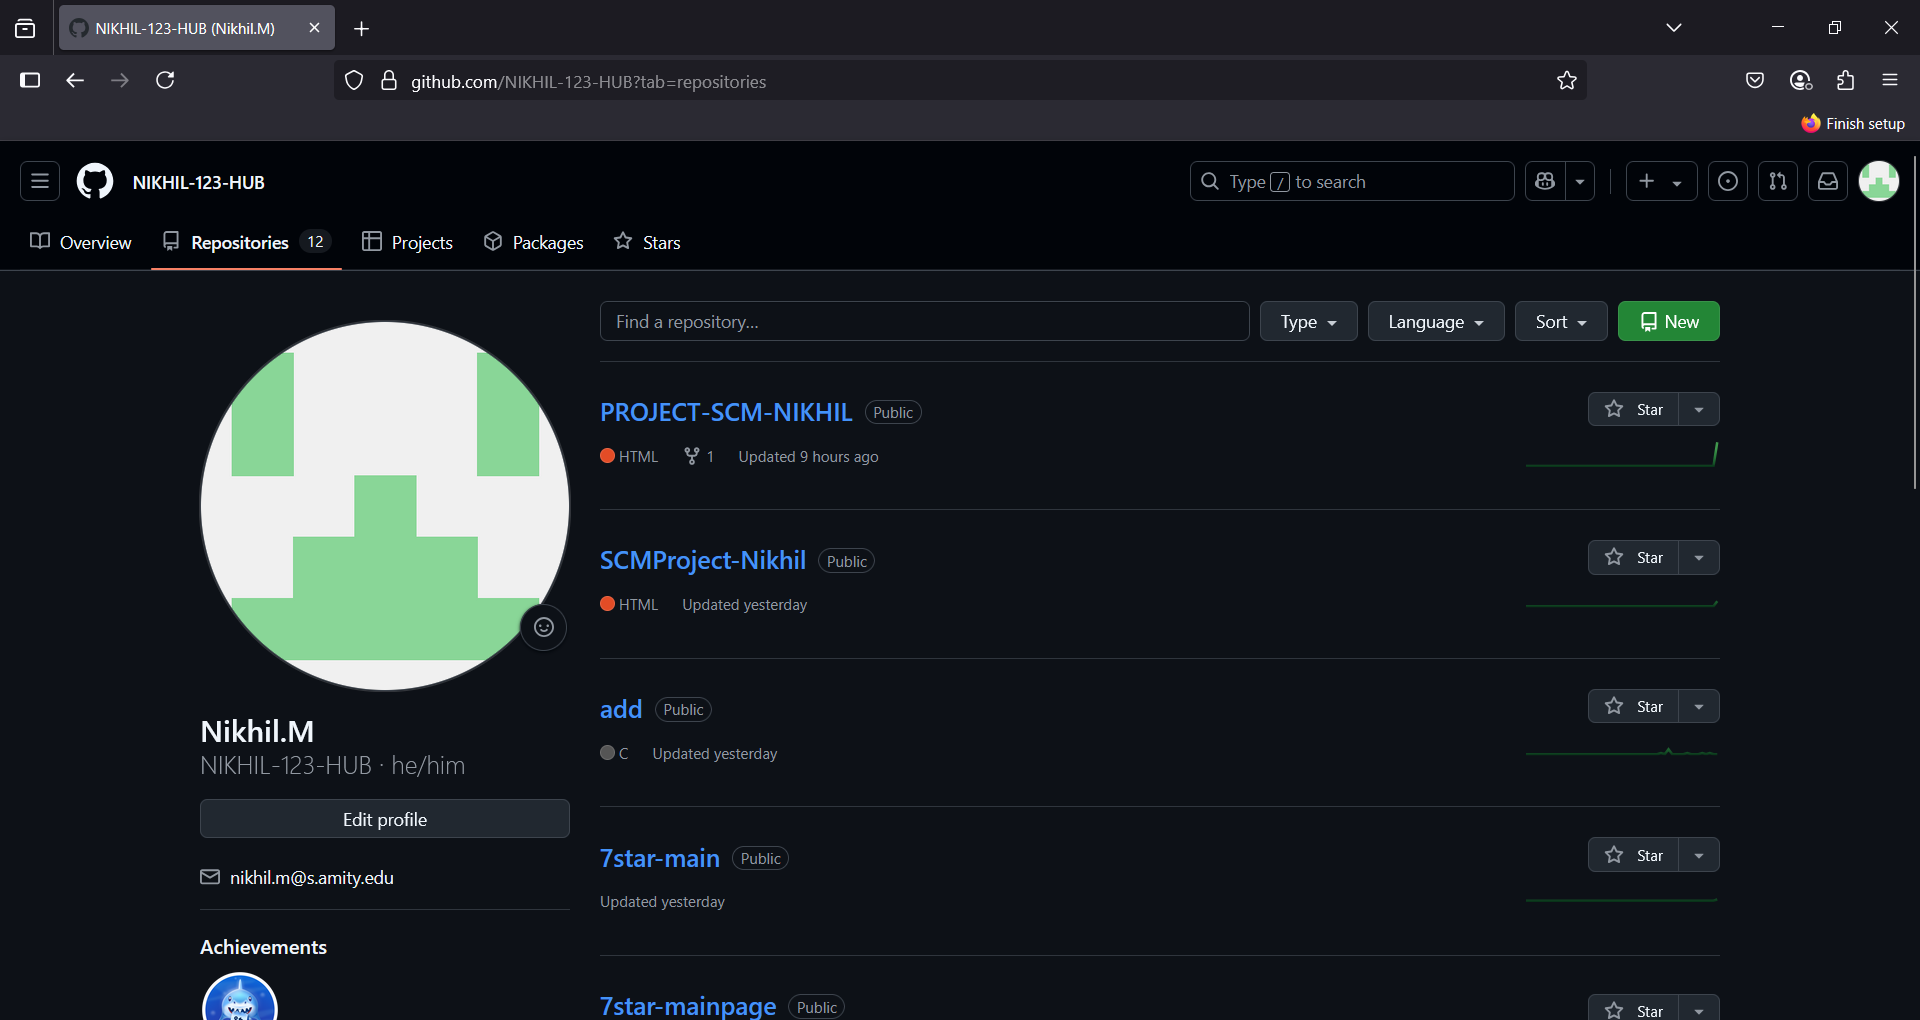 NIKHIL-123-HUB (Nikhil.M)
github.com/NIKHIL-123-HUB?tab=repositories
Finish setup
NIKHIL-123-HUB
Type / to search
Overview
Repositories 12
Projects
Packages
Stars
Find a repository...
Type
Language
Sort
New
PROJECT-SCM-NIKHIL Public
Star
HTML 1 Updated 9 hours ago
SCMProject-Nikhil Public
Star
HTML Updated yesterday
add Public
Star
C Updated yesterday
7star-main Public
Star
Updated yesterday
7star-mainpage Public
Star
Nikhil.M
NIKHIL-123-HUB · he/him
Edit profile
nikhil.m@s.amity.edu
Achievements